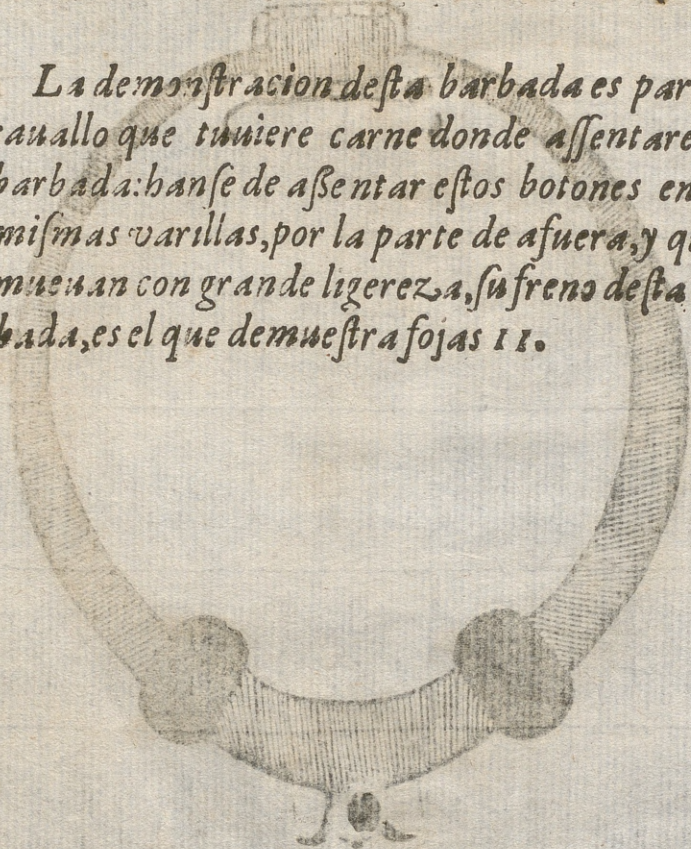 La demonſtracion deſta barbada es par
cauallo que tuuiere carne donde aſſentare
barbada:hanſe de aſsentar eſtos botones en
miſmas varillas,por la parte de afuera,y qu
mueuan con grande ligereza,ſu freno deſta
bada,es el que demueſtra fojas 11.